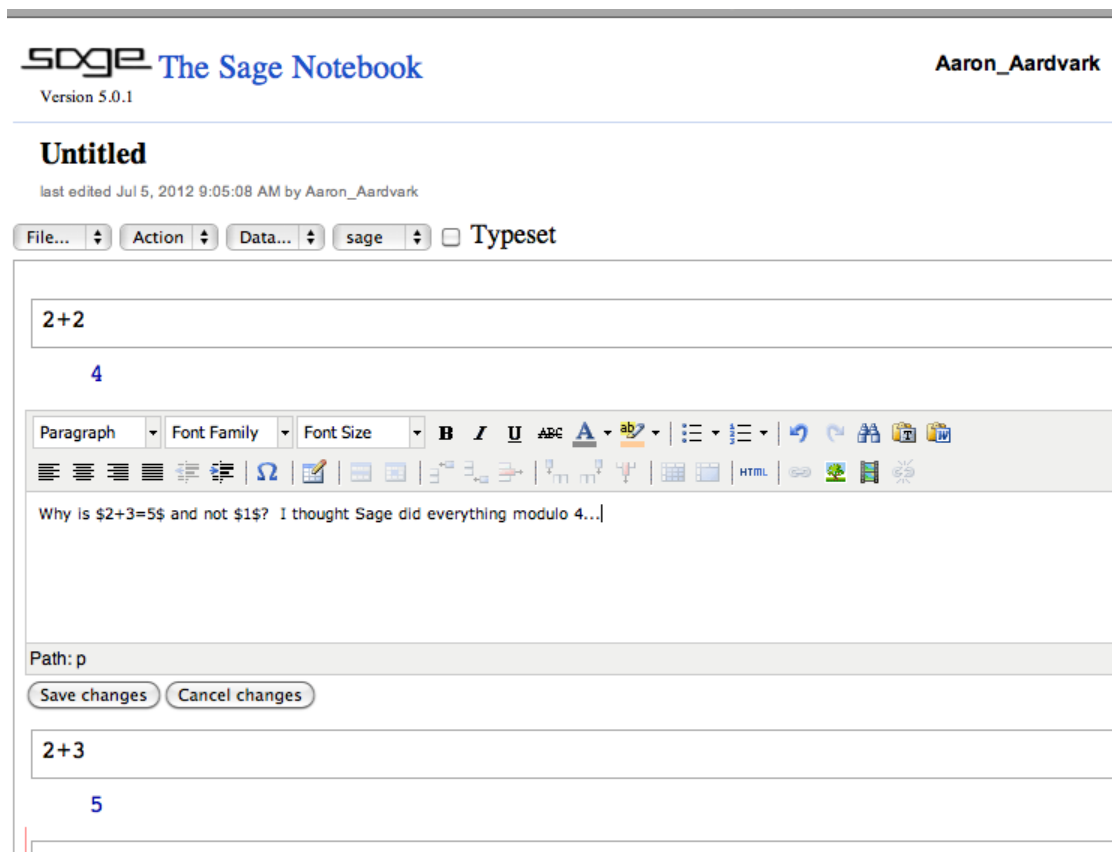 sage The Sage Notebook Aaron_Aardvark
Version 5.0.1
Untitled
last edited Jul 5, 2012 9:05:08 AM by Aaron_Aardvark
File... Action Data... sage Typeset
2+2
4
Paragraph Font Family Font Size B I U ABC A ab
Ω HTML
Why is $2+3=5$ and not $1$? I thought Sage did everything modulo 4...
Path: p
Save changes Cancel changes
2+3
5